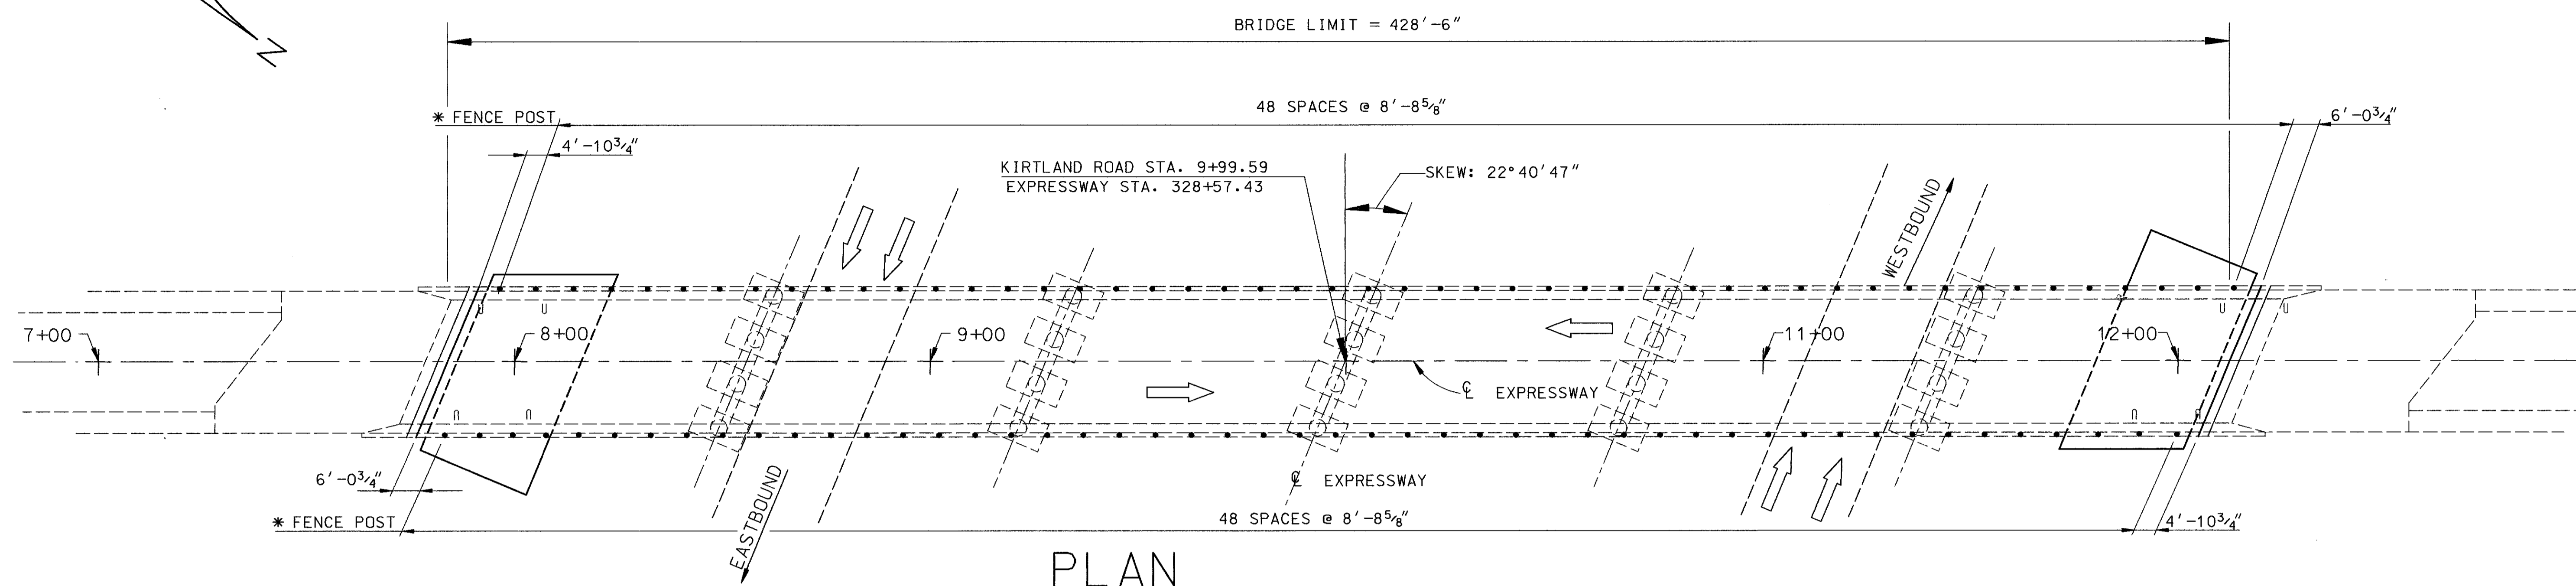 BRIDGE LIMIT = 428'-6"
N
48 SPACES @ 8'-8⅝"
* FENCE POST
6'-0¾"
4'-10¾"
KIRTLAND ROAD STA. 9+99.59
EXPRESSWAY STA. 328+57.43
SKEW: 22°40'47"
WESTBOUND
7+00
8+00
9+00
11+00
12+00
℄ EXPRESSWAY
6'-0¾"
℄ EXPRESSWAY
EASTBOUND
* FENCE POST
48 SPACES @ 8'-8⅝"
4'-10¾"
PLAN